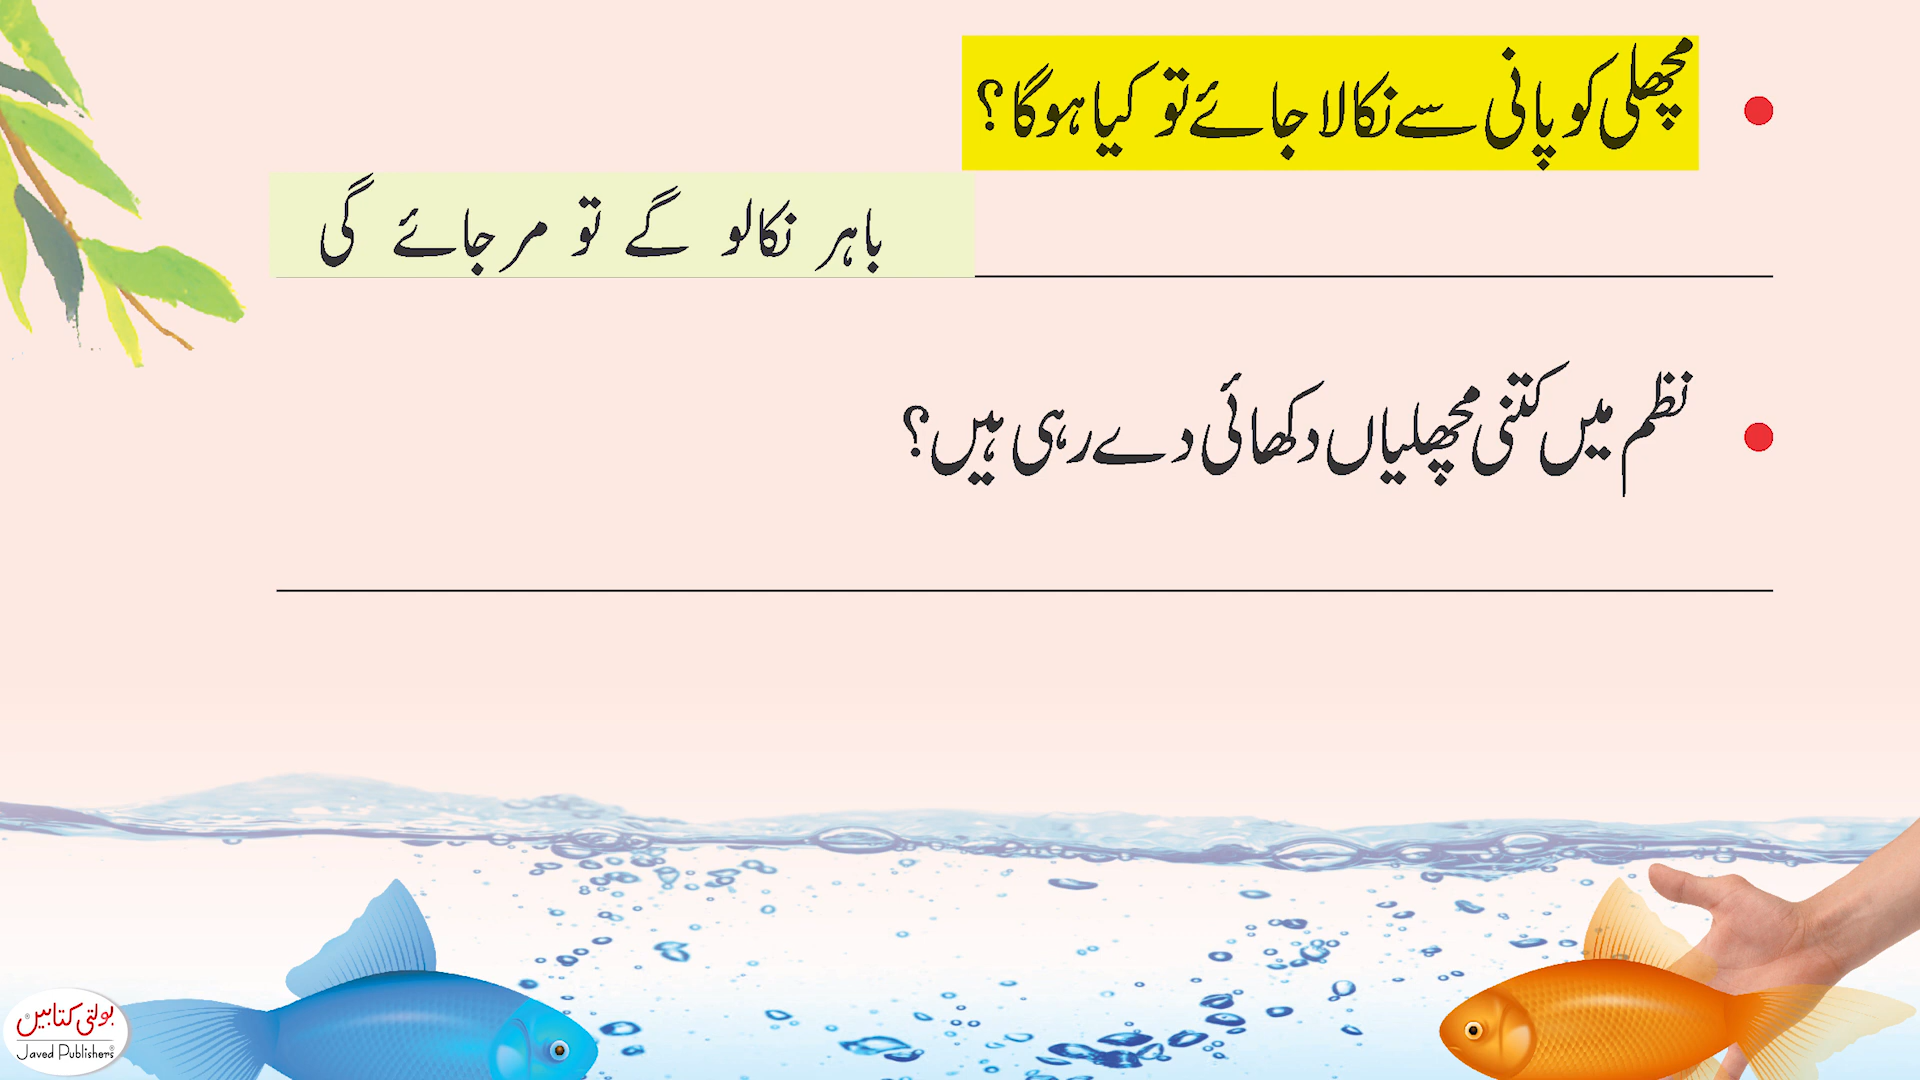 مچھلی کو پانی سے نکالا جائے تو کیا ہوگا؟
باہر نکالو گے تو مر جائے گی
نظم میں کتنی مچھلیاں دکھائی دے رہی ہیں؟
بولتی کتابیں
Javed Publishers®